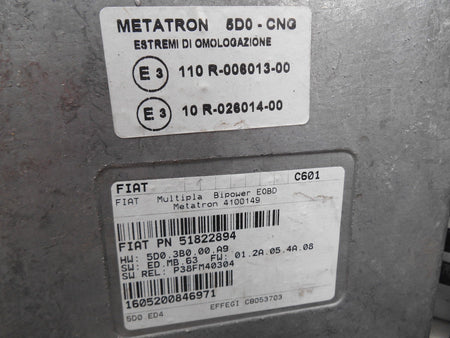 METATRON 5D0 - CNG
ESTREMI DI OMOLOGAZIONE
E 3 110 R-006013-00
E 3 10 R-026014-00
FIAT C601
FIAT Multipla Bipower EOBD
Metatron 4100149
FIAT PN 51822894
HW: 5D0.3B0.00.A9
SW: ED.MB.63 FW: 01.2A.05.4A.08
SW REL: P38FM40304
1605200846971
5D0 ED4 EFFEGI CB053703